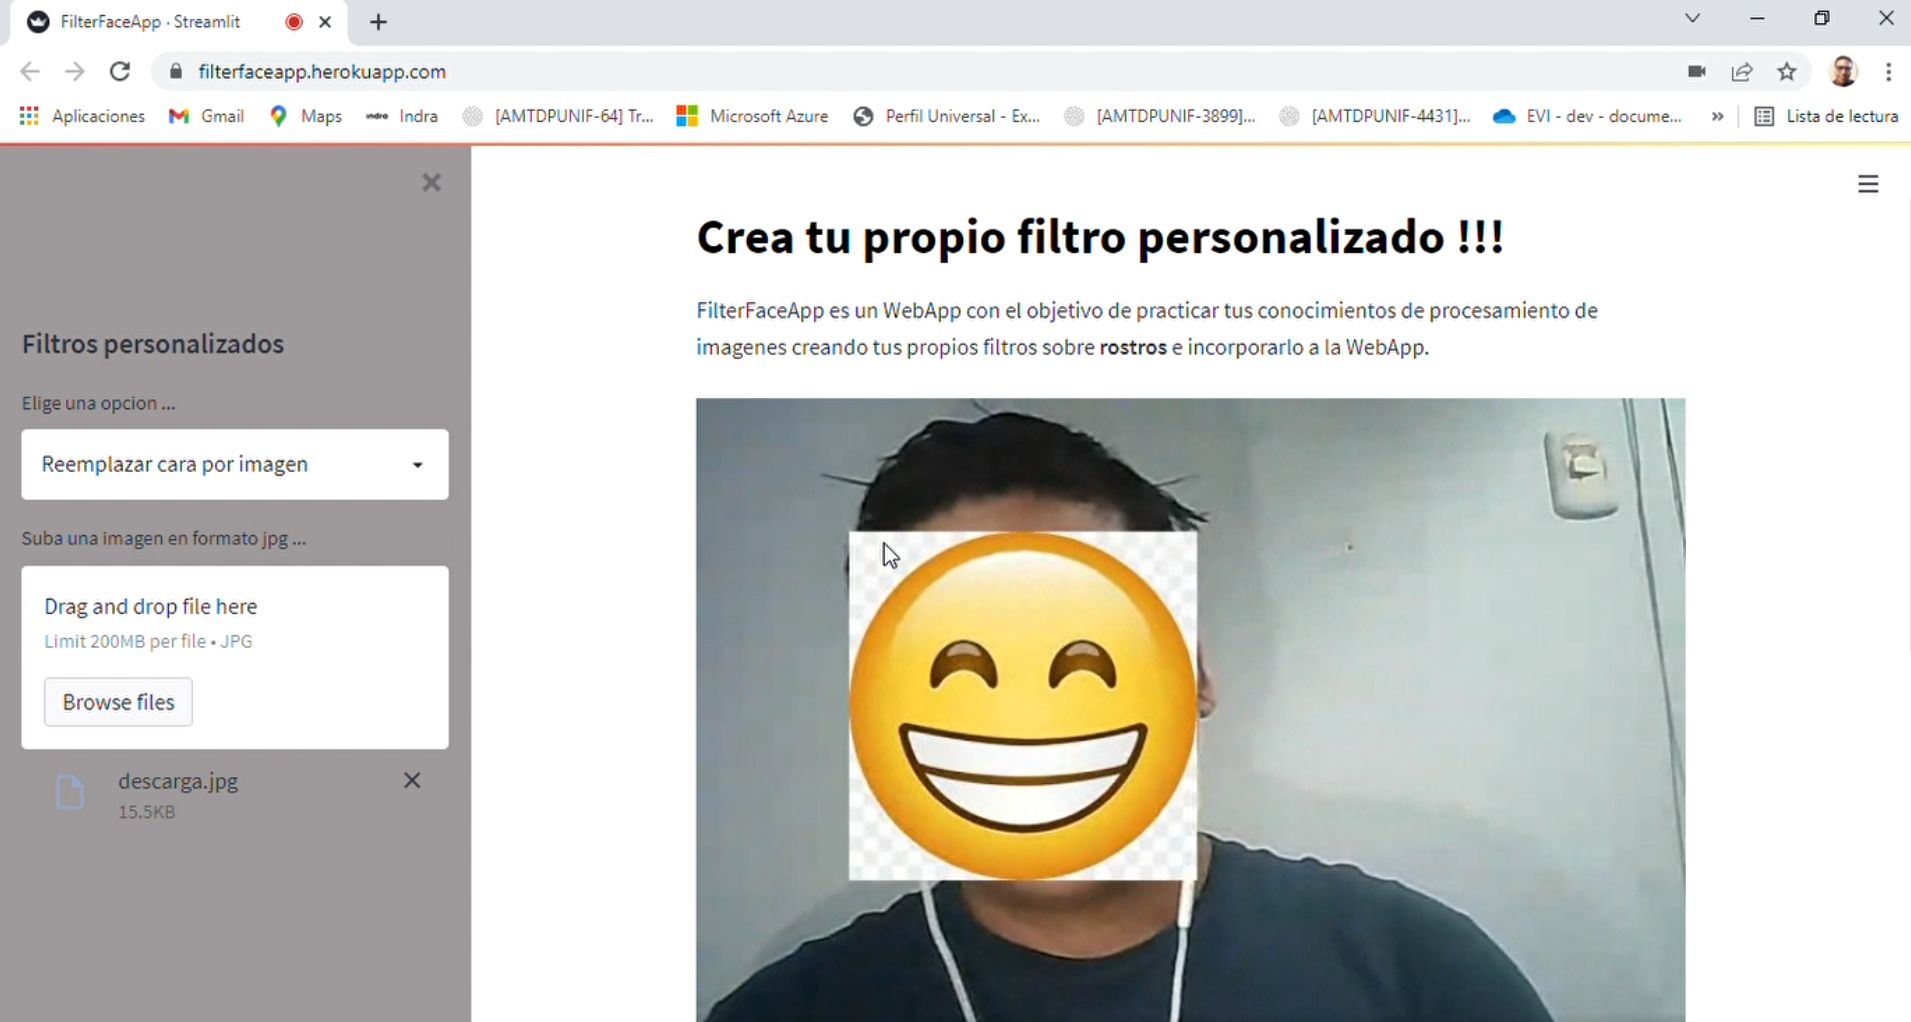 FilterFaceApp · Streamlit
filterfaceapp.herokuapp.com
Aplicaciones Gmail Maps indra Indra [AMTDPUNIF-64] Tr... Microsoft Azure Perfil Universal - Ex... [AMTDPUNIF-3899]... [AMTDPUNIF-4431]... EVI - dev - docume... » Lista de lectura
Filtros personalizados
Elige una opcion ...
Reemplazar cara por imagen
Suba una imagen en formato jpg ...
Drag and drop file here
Limit 200MB per file • JPG
Browse files
descarga.jpg
15.5KB
Crea tu propio filtro personalizado !!!
FilterFaceApp es un WebApp con el objetivo de practicar tus conocimientos de procesamiento de
imagenes creando tus propios filtros sobre rostros e incorporarlo a la WebApp.